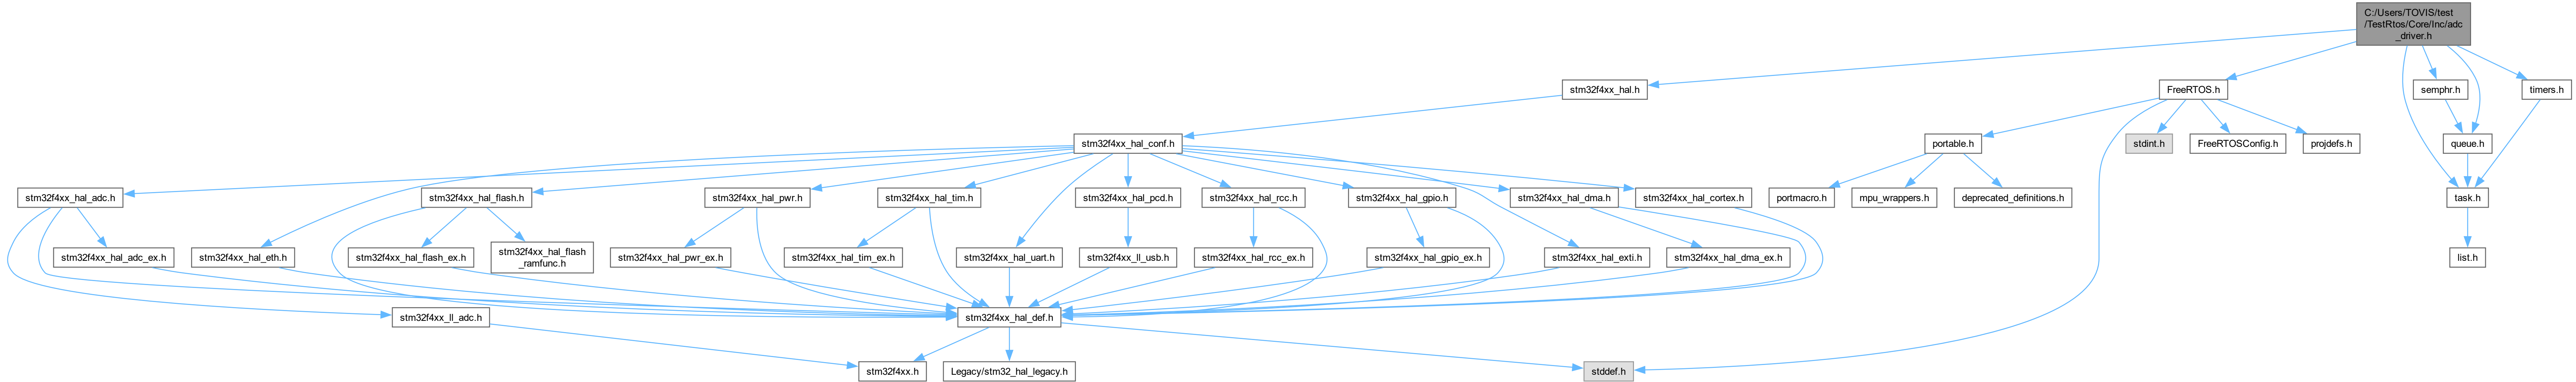 C:/Users/TOVIS/test
/TestRtos/Core/Inc/adc
_driver.h
stm32f4xx_hal.h
FreeRTOS.h
semphr.h
timers.h
stm32f4xx_hal_conf.h
portable.h
stdint.h
FreeRTOSConfig.h
projdefs.h
queue.h
stm32f4xx_hal_adc.h
stm32f4xx_hal_flash.h
stm32f4xx_hal_pwr.h
stm32f4xx_hal_tim.h
stm32f4xx_hal_pcd.h
stm32f4xx_hal_rcc.h
stm32f4xx_hal_gpio.h
stm32f4xx_hal_dma.h
stm32f4xx_hal_cortex.h
portmacro.h
mpu_wrappers.h
deprecated_definitions.h
task.h
stm32f4xx_hal_adc_ex.h
stm32f4xx_hal_eth.h
stm32f4xx_hal_flash_ex.h
stm32f4xx_hal_flash
_ramfunc.h
stm32f4xx_hal_pwr_ex.h
stm32f4xx_hal_tim_ex.h
stm32f4xx_hal_uart.h
stm32f4xx_ll_usb.h
stm32f4xx_hal_rcc_ex.h
stm32f4xx_hal_gpio_ex.h
stm32f4xx_hal_exti.h
stm32f4xx_hal_dma_ex.h
list.h
stm32f4xx_ll_adc.h
stm32f4xx_hal_def.h
stm32f4xx.h
Legacy/stm32_hal_legacy.h
stddef.h